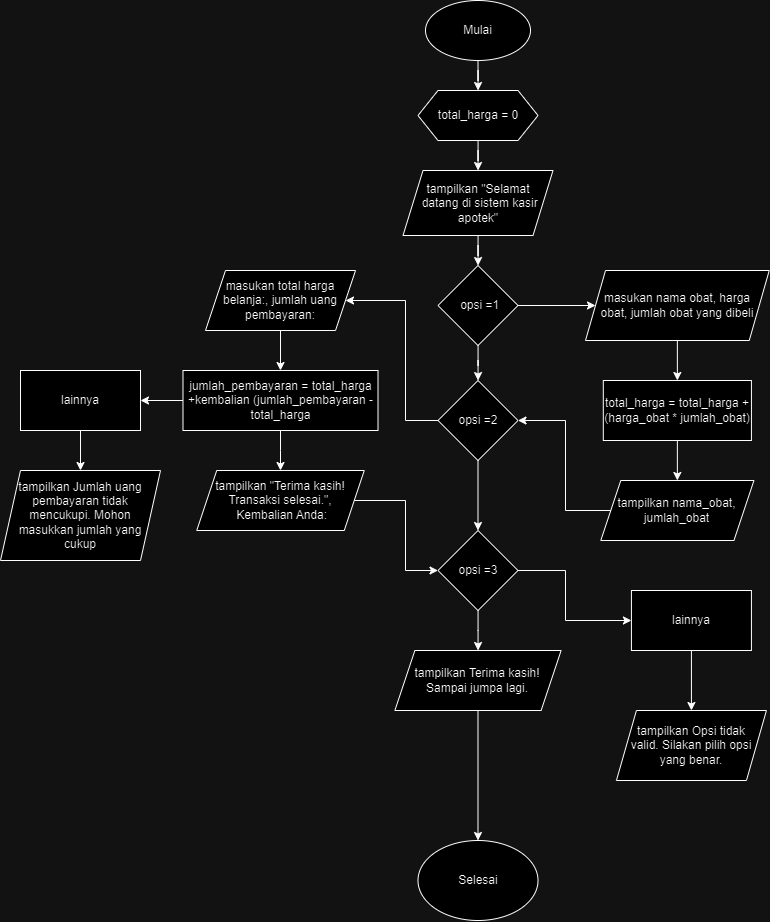 Mulai
total_harga = 0
tampilkan "Selamat
datang di sistem kasir
apotek"
opsi =1
masukan nama obat, harga
obat, jumlah obat yang dibeli
total_harga = total_harga +
(harga_obat * jumlah_obat)
tampilkan nama_obat,
jumlah_obat
opsi =2
masukan total harga
belanja:, jumlah uang
pembayaran:
jumlah_pembayaran = total_harga
+kembalian (jumlah_pembayaran -
total_harga
lainnya
tampilkan Jumlah uang
pembayaran tidak
mencukupi. Mohon
masukkan jumlah yang
cukup
tampilkan "Terima kasih!
Transaksi selesai.",
Kembalian Anda:
opsi =3
lainnya
tampilkan Opsi tidak
valid. Silakan pilih opsi
yang benar.
tampilkan Terima kasih!
Sampai jumpa lagi.
Selesai